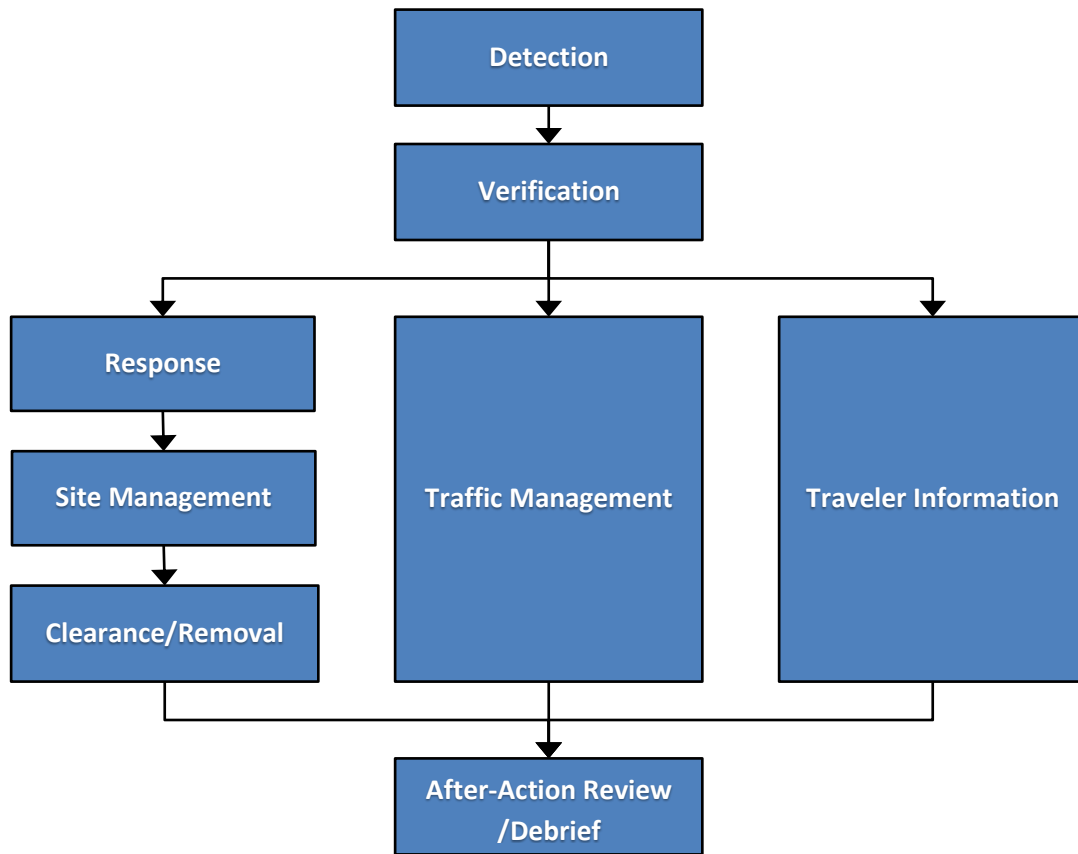 Detection
Verification
Response
Site Management
Clearance/Removal
Traffic Management
Traveler Information
After-Action Review
/Debrief